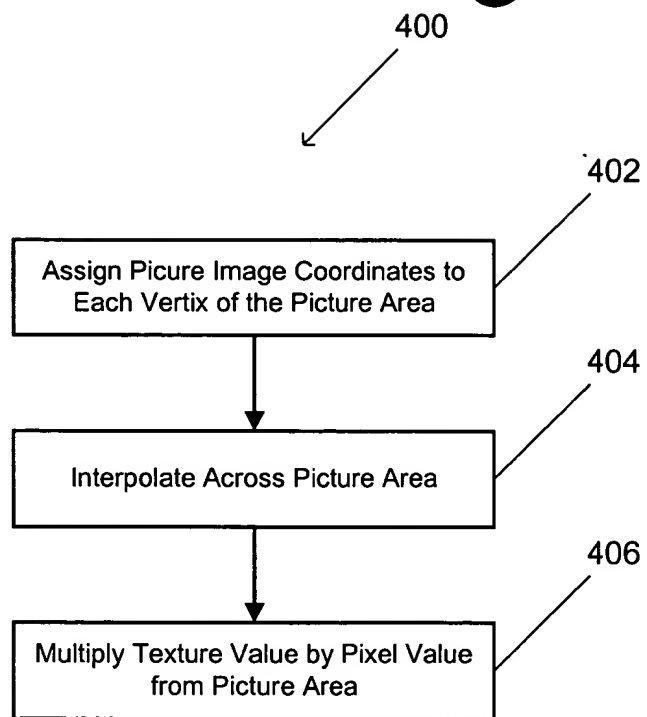 400
402
Assign Picure Image Coordinates to
Each Vertix of the Picture Area
404
Interpolate Across Picture Area
406
Multiply Texture Value by Pixel Value
from Picture Area